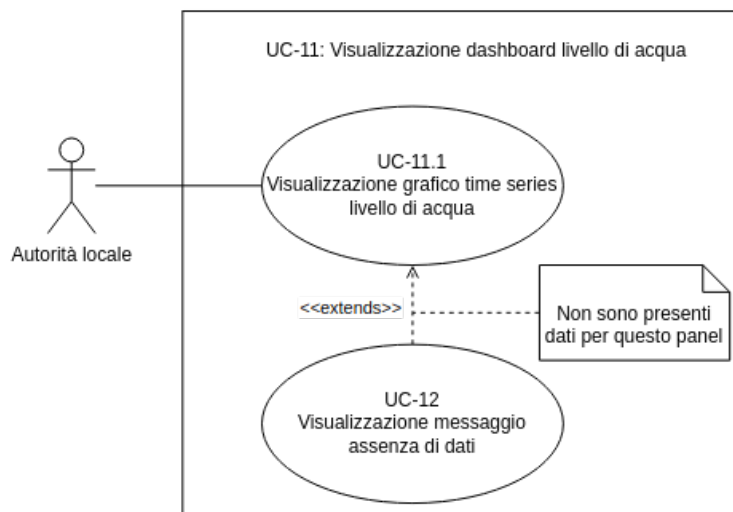 UC-11: Visualizzazione dashboard livello di acqua
UC-11.1
Visualizzazione grafico time series
livello di acqua
Autorità locale
<<extends>>
Non sono presenti
dati per questo panel
UC-12
Visualizzazione messaggio
assenza di dati